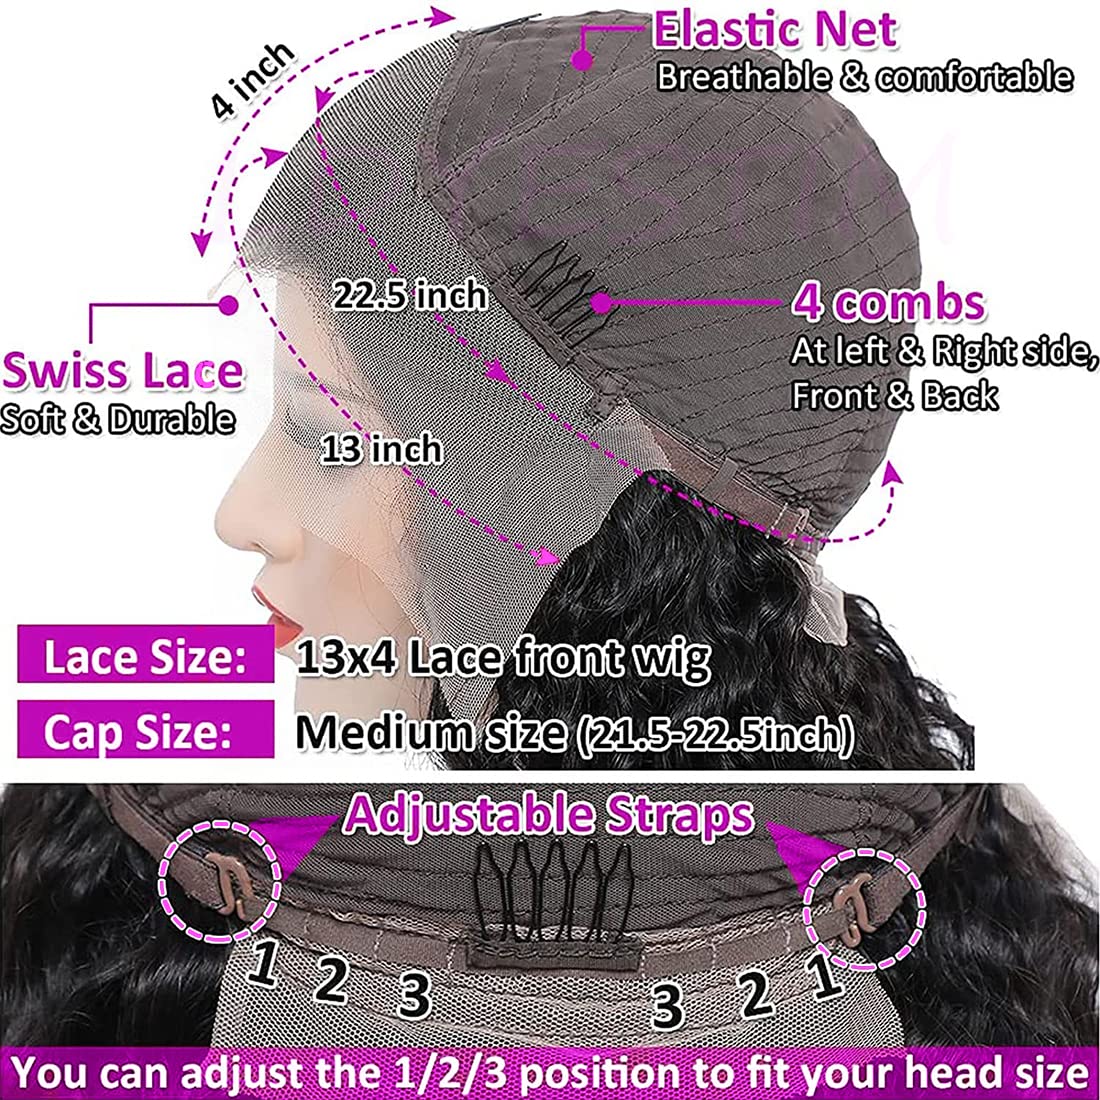 Elastic Net
Breathable & comfortable
4 inch
22.5 inch
4 combs
At left & Right side,
Front & Back
Swiss Lace
Soft & Durable
13 inch
Lace Size: 13x4 Lace front wig
Cap Size: Medium size (21.5-22.5inch)
Adjustable Straps
1 2 3 3 2 1
You can adjust the 1/2/3 position to fit your head size